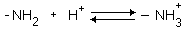 -NH₂ + H⁺ ⇌ – NH₃⁺